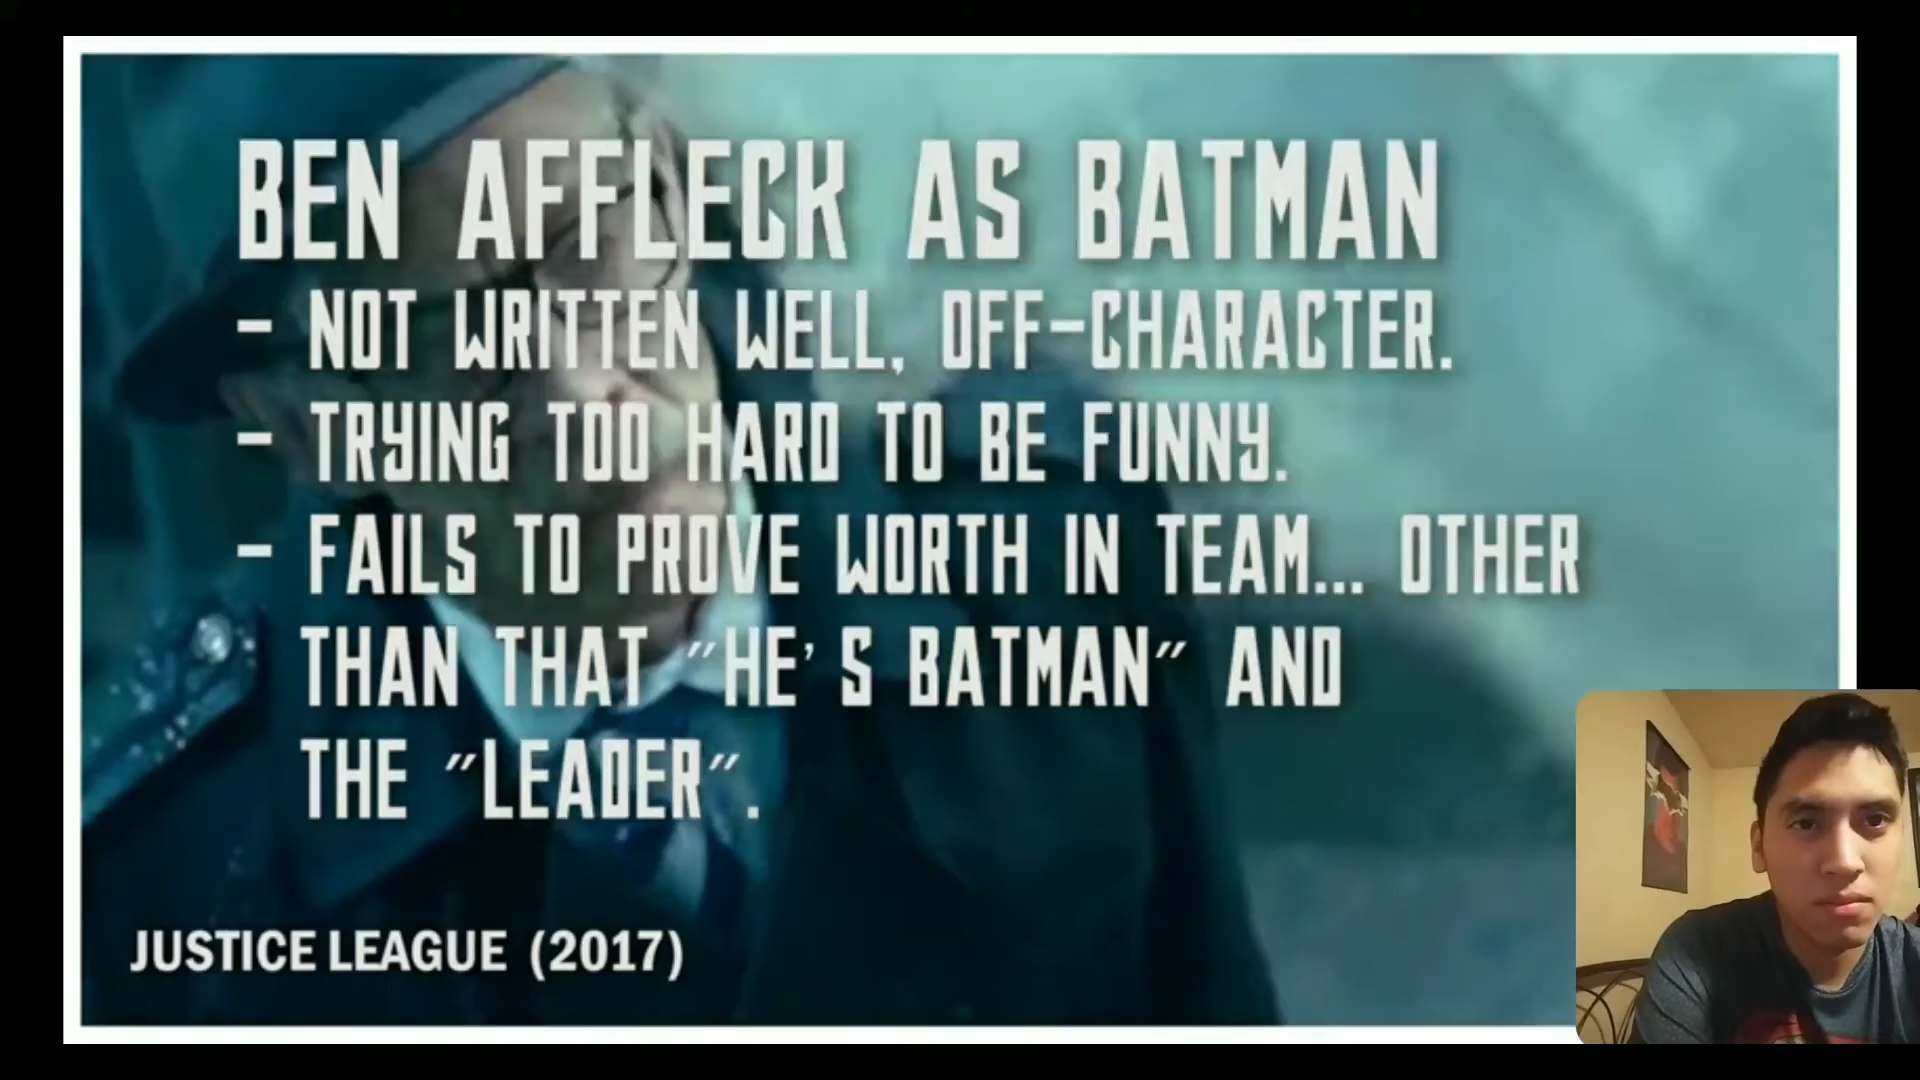 BEN AFFLECK AS BATMAN
- NOT WRITTEN WELL, OFF-CHARACTER.
- TRYING TOO HARD TO BE FUNNY.
- FAILS TO PROVE WORTH IN TEAM... OTHER
THAN THAT "HE'S BATMAN" AND
THE "LEADER".
JUSTICE LEAGUE (2017)